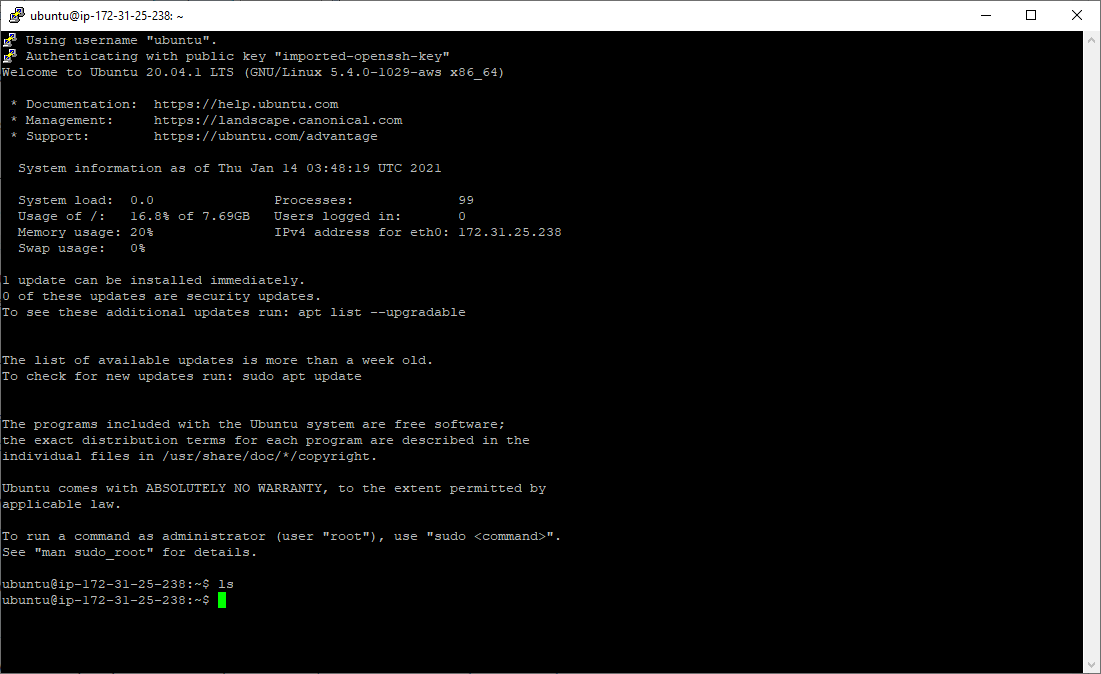 ubuntu@ip-172-31-25-238: ~
Using username "ubuntu".
Authenticating with public key "imported-openssh-key"
Welcome to Ubuntu 20.04.1 LTS (GNU/Linux 5.4.0-1029-aws x86_64)
* Documentation:  https://help.ubuntu.com
* Management:     https://landscape.canonical.com
* Support:        https://ubuntu.com/advantage
System information as of Thu Jan 14 03:48:19 UTC 2021
System load:  0.0               Processes:             99
Usage of /:   16.8% of 7.69GB   Users logged in:       0
Memory usage: 20%               IPv4 address for eth0: 172.31.25.238
Swap usage:   0%
1 update can be installed immediately.
0 of these updates are security updates.
To see these additional updates run: apt list --upgradable
The list of available updates is more than a week old.
To check for new updates run: sudo apt update
The programs included with the Ubuntu system are free software;
the exact distribution terms for each program are described in the
individual files in /usr/share/doc/*/copyright.
Ubuntu comes with ABSOLUTELY NO WARRANTY, to the extent permitted by
applicable law.
To run a command as administrator (user "root"), use "sudo <command>".
See "man sudo_root" for details.
ubuntu@ip-172-31-25-238:~$ ls
ubuntu@ip-172-31-25-238:~$